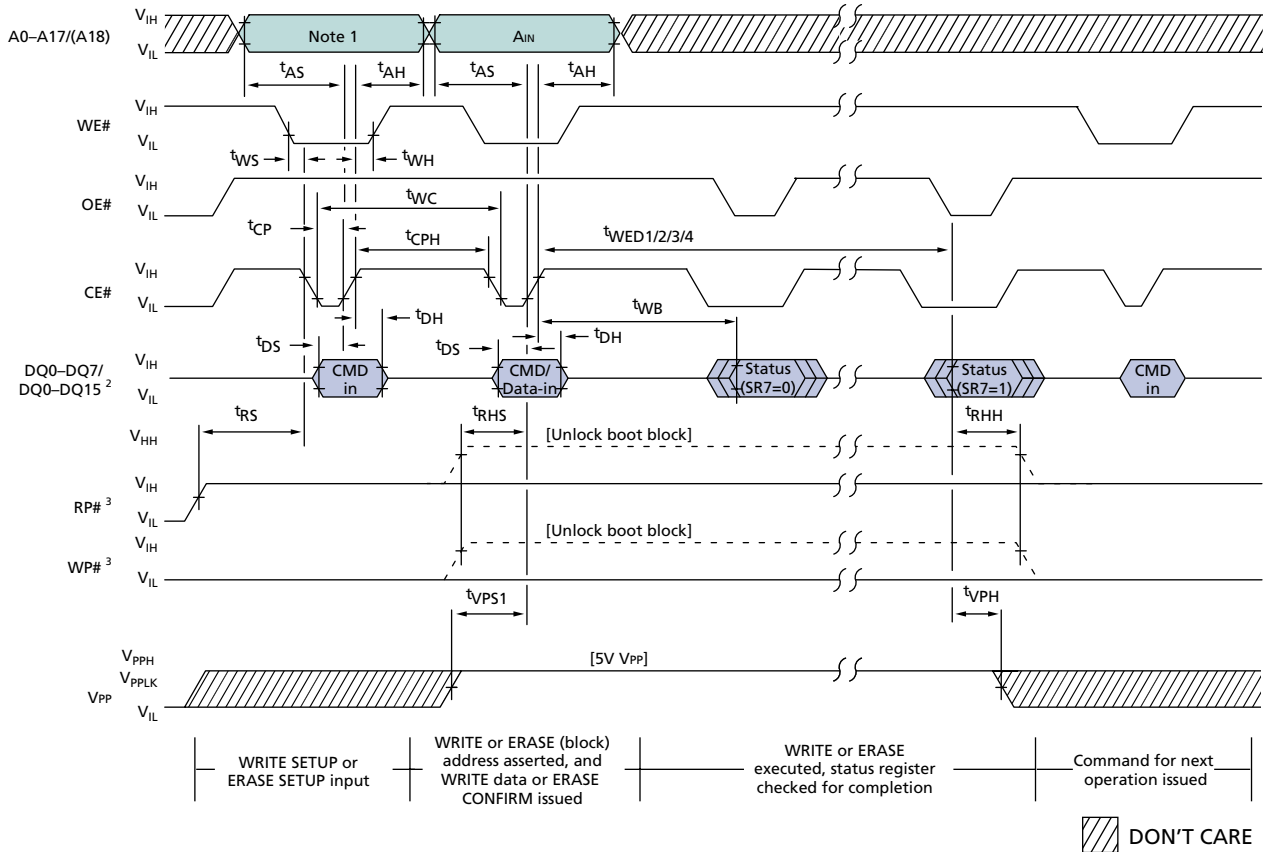 A0–A17/(A18)
VIH
VIL
Note 1
AIN
tAS
tAH
tAS
tAH
WE#
VIH
VIL
tWS
tWH
OE#
VIH
VIL
tWC
tCP
tCPH
tWED1/2/3/4
CE#
VIH
VIL
tWB
tDH
tDH
tDS
tDS
DQ0–DQ7/
DQ0–DQ15 2
VIH
VIL
CMD
in
CMD/
Data-in
Status
(SR7=0)
Status
(SR7=1)
CMD
in
tRS
tRHS
tRHH
[Unlock boot block]
VHH
VIH
RP# 3
VIL
[Unlock boot block]
VIH
WP# 3
VIL
tVPS1
tVPH
[5V VPP]
VPPH
VPPLK
VPP
VIL
WRITE SETUP or
ERASE SETUP input
WRITE or ERASE (block)
address asserted, and
WRITE data or ERASE
CONFIRM issued
WRITE or ERASE
executed, status register
checked for completion
Command for next
operation issued
DON'T CARE